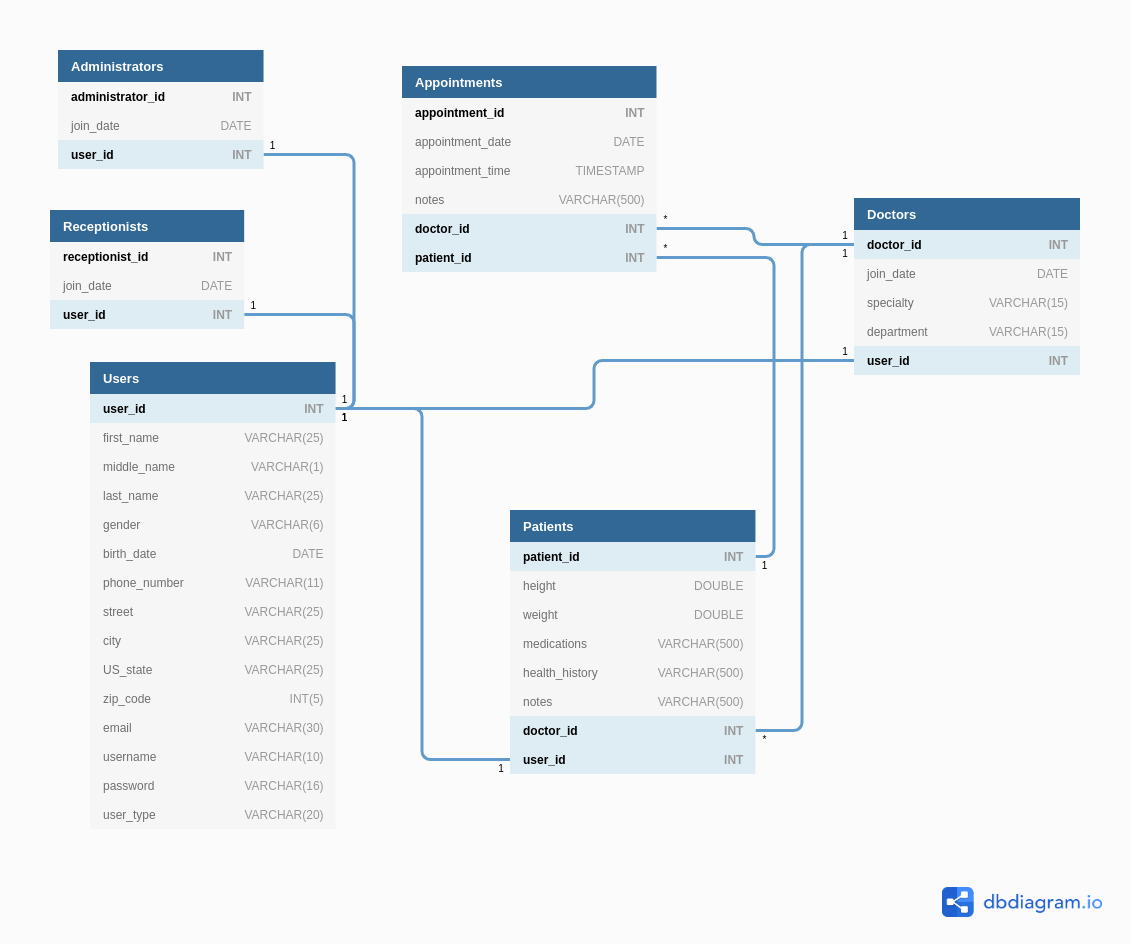 Administrators
administrator_id INT
join_date DATE
user_id INT
1
Receptionists
receptionist_id INT
join_date DATE
user_id INT
1
Users
user_id INT
1
1
first_name VARCHAR(25)
middle_name VARCHAR(1)
last_name VARCHAR(25)
gender VARCHAR(6)
birth_date DATE
phone_number VARCHAR(11)
street VARCHAR(25)
city VARCHAR(25)
US_state VARCHAR(25)
zip_code INT(5)
email VARCHAR(30)
username VARCHAR(10)
password VARCHAR(16)
user_type VARCHAR(20)
Appointments
appointment_id INT
appointment_date DATE
appointment_time TIMESTAMP
notes VARCHAR(500)
doctor_id INT
*
patient_id INT
*
Doctors
1
doctor_id INT
1
join_date DATE
specialty VARCHAR(15)
department VARCHAR(15)
1
user_id INT
Patients
patient_id INT
1
height DOUBLE
weight DOUBLE
medications VARCHAR(500)
health_history VARCHAR(500)
notes VARCHAR(500)
doctor_id INT
*
user_id INT
1
dbdiagram.io